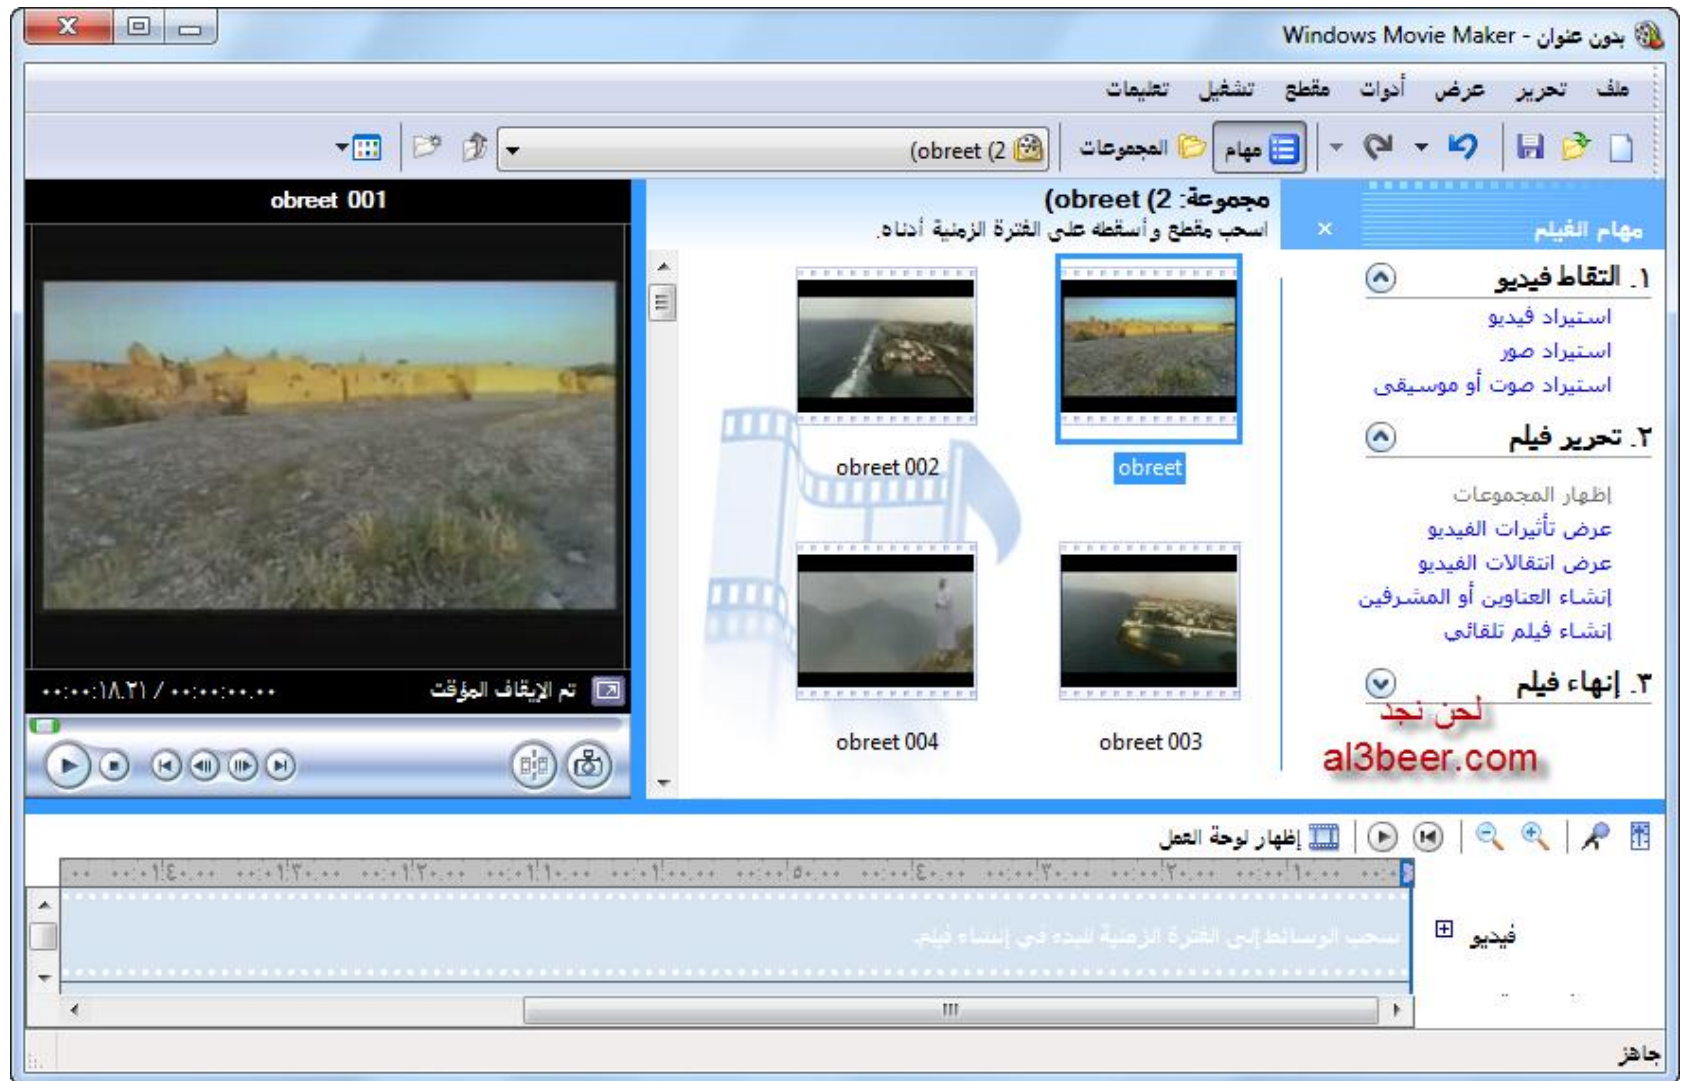 بدون عنوان - Windows Movie Maker
ملف تحرير عرض أدوات مقطع تشغيل تعليمات
مهام المجموعات obreet (2)
مهام الفيلم
١. التقاط فيديو
استيراد فيديو
استيراد صور
استيراد صوت أو موسيقى
٢. تحرير فيلم
إظهار المجموعات
عرض تأثيرات الفيديو
عرض انتقالات الفيديو
إنشاء العناوين أو المشرفين
إنشاء فيلم تلقائي
٣. إنهاء فيلم
لحن نجد
al3beer.com
مجموعة: obreet (2)
اسحب مقطع وأسقطه على الفترة الزمنية أدناه.
obreet
obreet 002
obreet 003
obreet 004
obreet 001
تم الإيقاف المؤقت
٠٠:٠٠:٠٠.٠٠ / ٠٠:٠٠:١٨.٢١
إظهار لوحة العمل
فيديو
سحب الوسائط إلى الفترة الزمنية للبدء في إنشاء فيلم.
جاهز